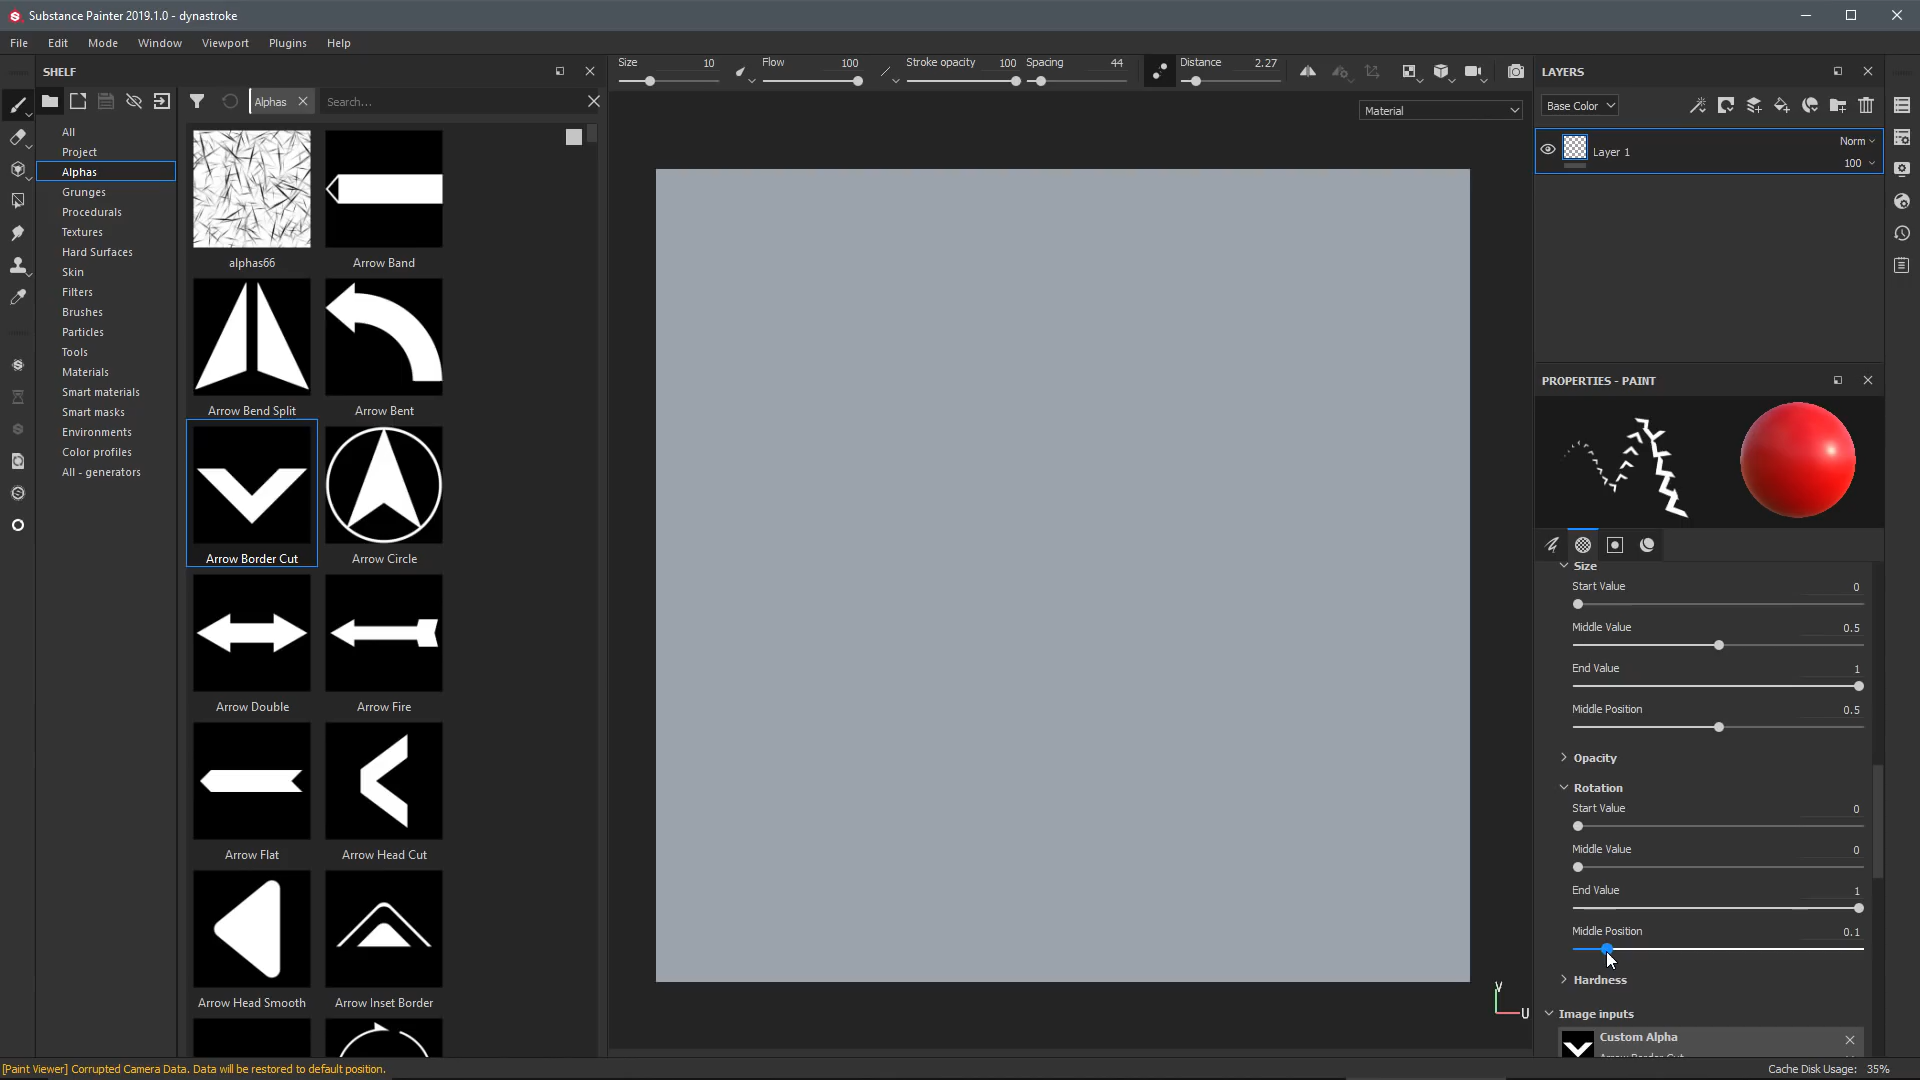 Substance Painter 2019.1.0 - dynastroke
File Edit Mode Window Viewport Plugins Help
SHELF
Alphas
Search...
All
Project
Alphas
Grunges
Procedurals
Textures
Hard Surfaces
Skin
Filters
Brushes
Particles
Tools
Materials
Smart materials
Smart masks
Environments
Color profiles
All - generators
alphas66
Arrow Band
Arrow Bend Split
Arrow Bent
Arrow Border Cut
Arrow Circle
Arrow Double
Arrow Fire
Arrow Flat
Arrow Head Cut
Arrow Head Smooth
Arrow Inset Border
Size 10
Flow 100
Stroke opacity 100
Spacing 44
Distance 2.27
Material
V
U
LAYERS
Base Color
Layer 1
Norm
100
PROPERTIES - PAINT
Size
Start Value 0
Middle Value 0.5
End Value 1
Middle Position 0.5
Opacity
Rotation
Start Value 0
Middle Value 0
End Value 1
Middle Position 0.1
Hardness
Image inputs
Custom Alpha
Arrow Border Cut
[Paint Viewer] Corrupted Camera Data. Data will be restored to default position.
Cache Disk Usage: 35%